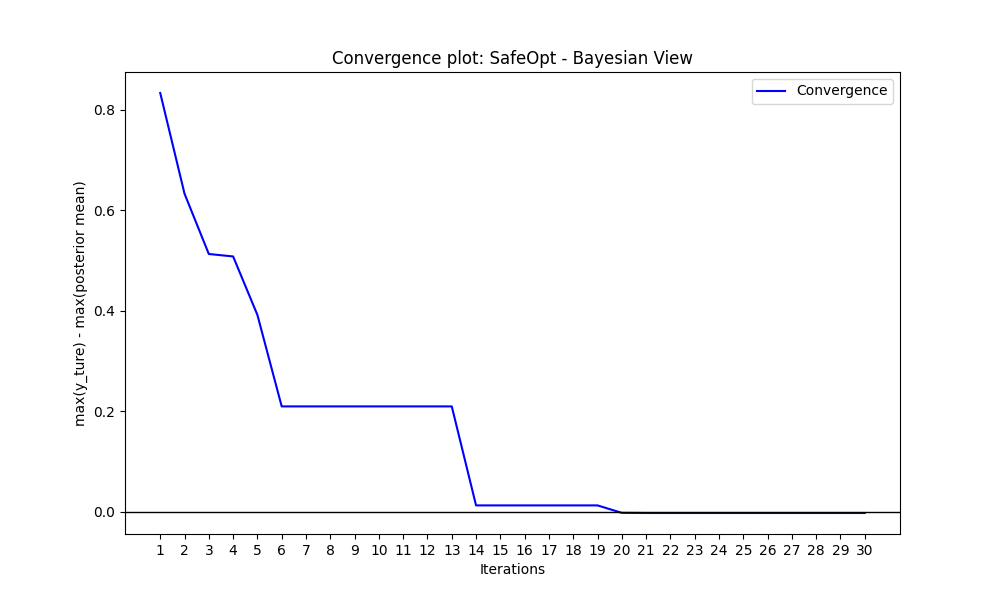 Convergence plot: SafeOpt - Bayesian View
Convergence
max(y_ture) - max(posterior mean)
0.8
0.6
0.4
0.2
0.0
1 2 3 4 5 6 7 8 9 10 11 12 13 14 15 16 17 18 19 20 21 22 23 24 25 26 27 28 29 30
Iterations